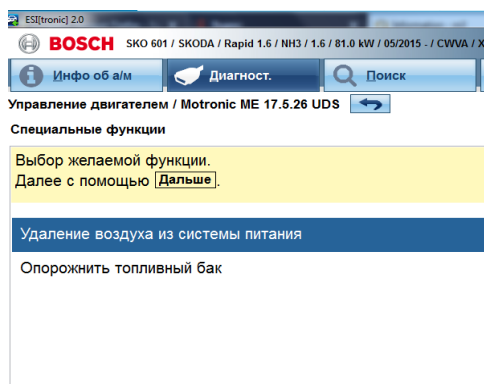 ESI[tronic] 2.0
BOSCH SKO 601 / SKODA / Rapid 1.6 / NH3 / 1.6 / 81.0 kW / 05/2015 - / CWVA / X
Инфо об а/м Диагност. Поиск
Управление двигателем / Motronic ME 17.5.26 UDS
Специальные функции
Выбор желаемой функции.
Далее с помощью Дальше.
Удаление воздуха из системы питания
Опорожнить топливный бак